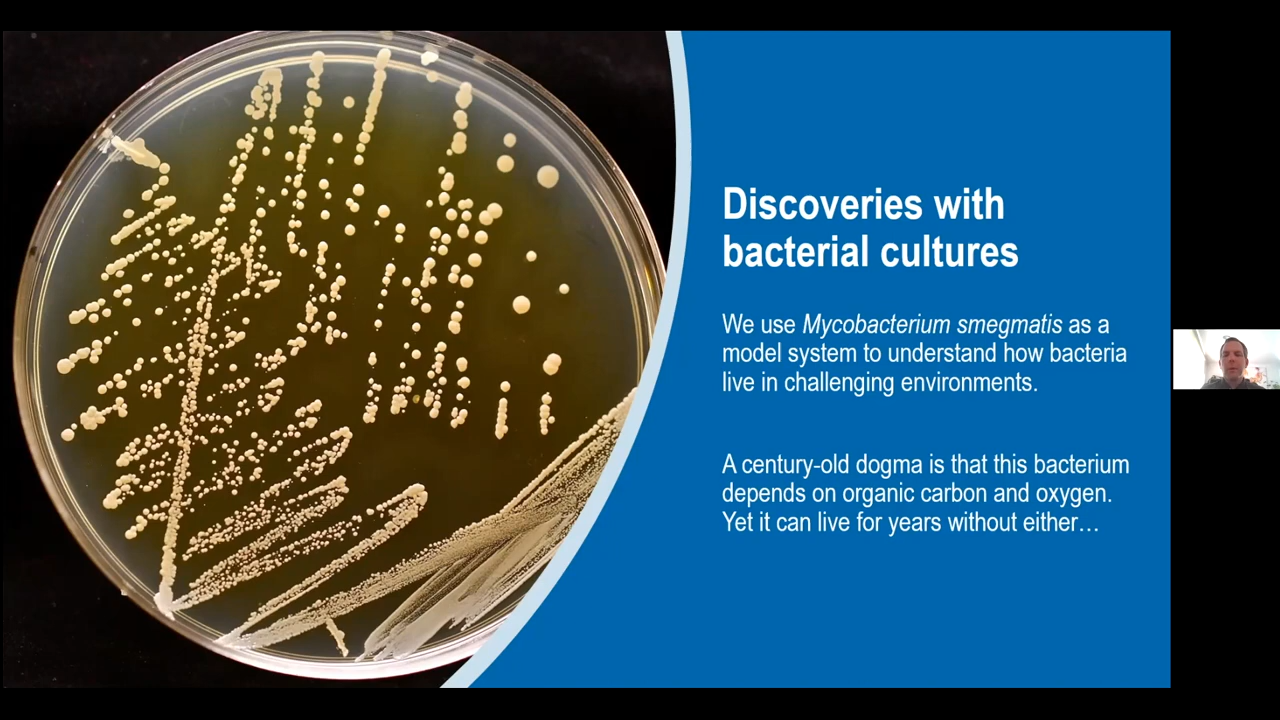 Discoveries with
bacterial cultures
We use Mycobacterium smegmatis as a
model system to understand how bacteria
live in challenging environments.
A century-old dogma is that this bacterium
depends on organic carbon and oxygen.
Yet it can live for years without either…